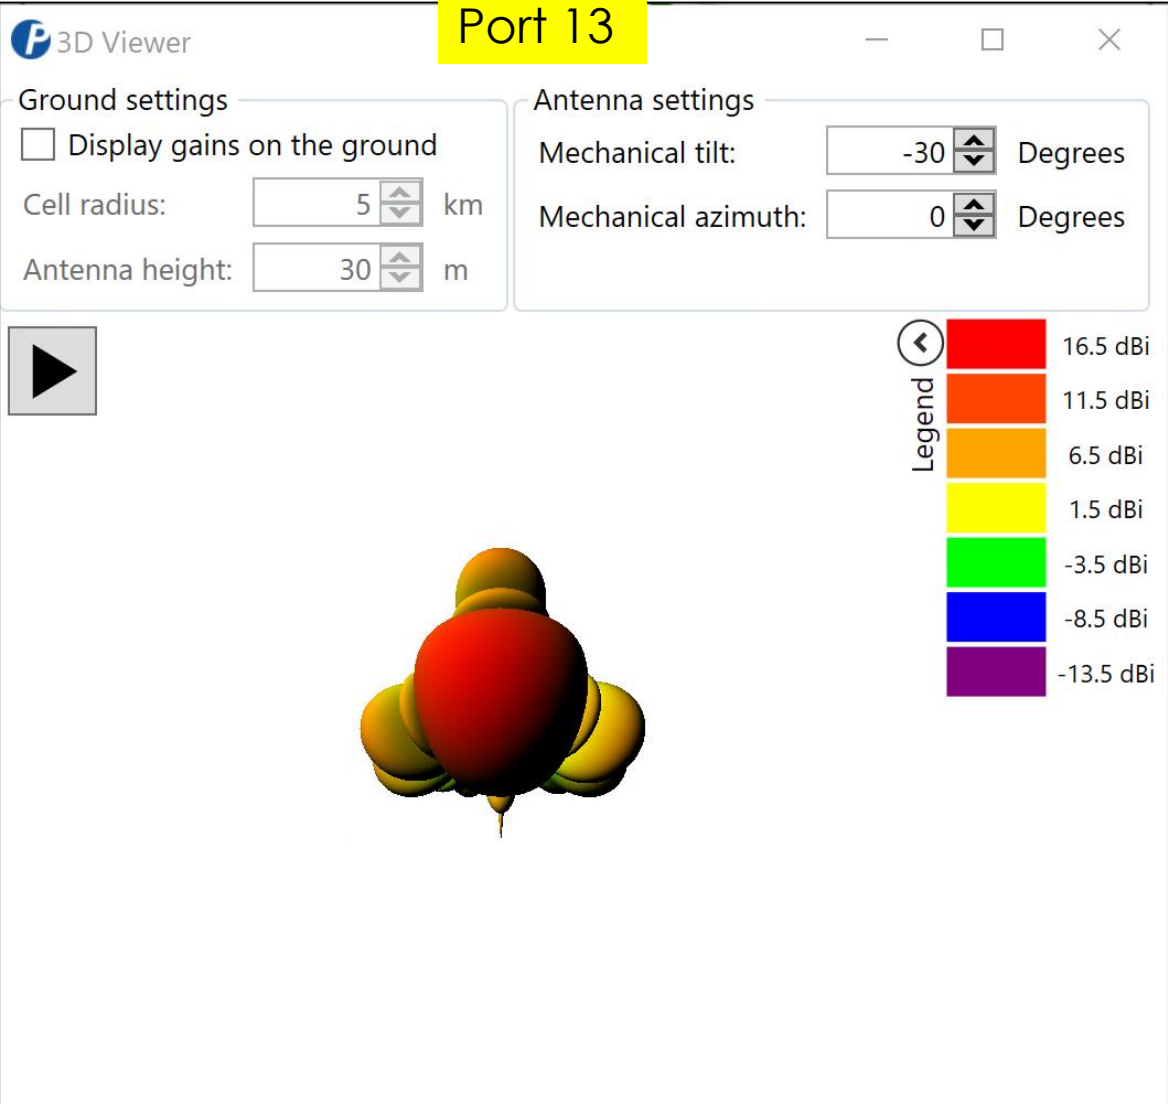 Port 13
3D Viewer
Ground settings
Display gains on the ground
Cell radius: 5 km
Antenna height: 30 m
Antenna settings
Mechanical tilt: -30 Degrees
Mechanical azimuth: 0 Degrees
Legend
16.5 dBi
11.5 dBi
6.5 dBi
1.5 dBi
-3.5 dBi
-8.5 dBi
-13.5 dBi